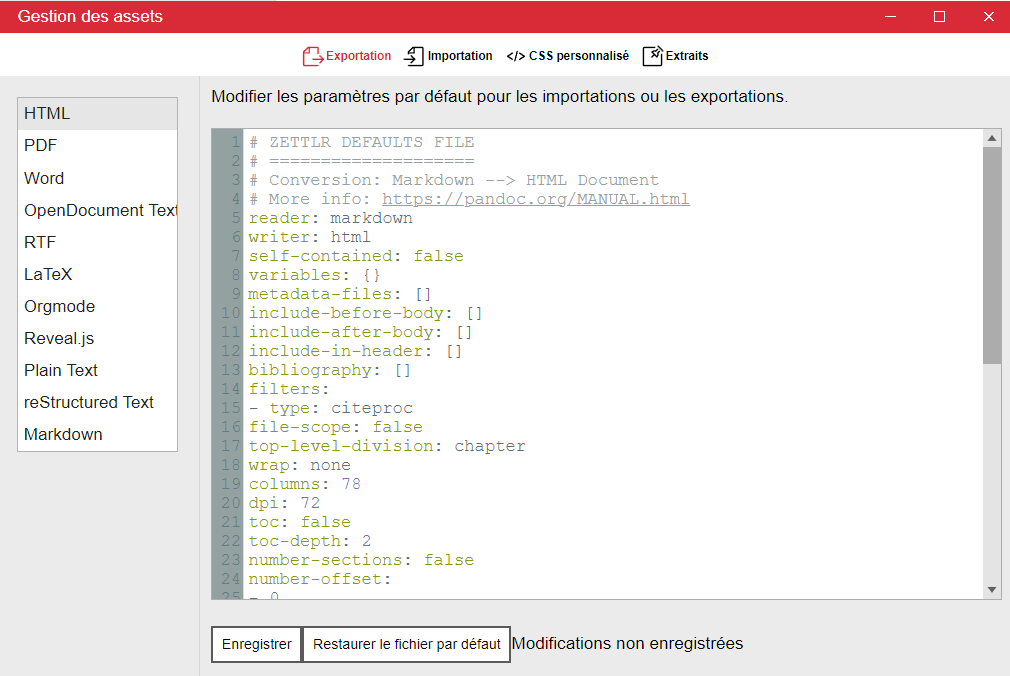 Gestion des assets
Exportation Importation </> CSS personnalisé Extraits
HTML
PDF
Word
OpenDocument Text
RTF
LaTeX
Orgmode
Reveal.js
Plain Text
reStructured Text
Markdown
Modifier les paramètres par défaut pour les importations ou les exportations.
1 # ZETTLR DEFAULTS FILE
2 # ====================
3 # Conversion: Markdown --> HTML Document
4 # More info: https://pandoc.org/MANUAL.html
5 reader: markdown
6 writer: html
7 self-contained: false
8 variables: {}
9 metadata-files: []
10 include-before-body: []
11 include-after-body: []
12 include-in-header: []
13 bibliography: []
14 filters:
15 - type: citeproc
16 file-scope: false
17 top-level-division: chapter
18 wrap: none
19 columns: 78
20 dpi: 72
21 toc: false
22 toc-depth: 2
23 number-sections: false
24 number-offset:
25 - 0
Enregistrer Restaurer le fichier par défaut Modifications non enregistrées